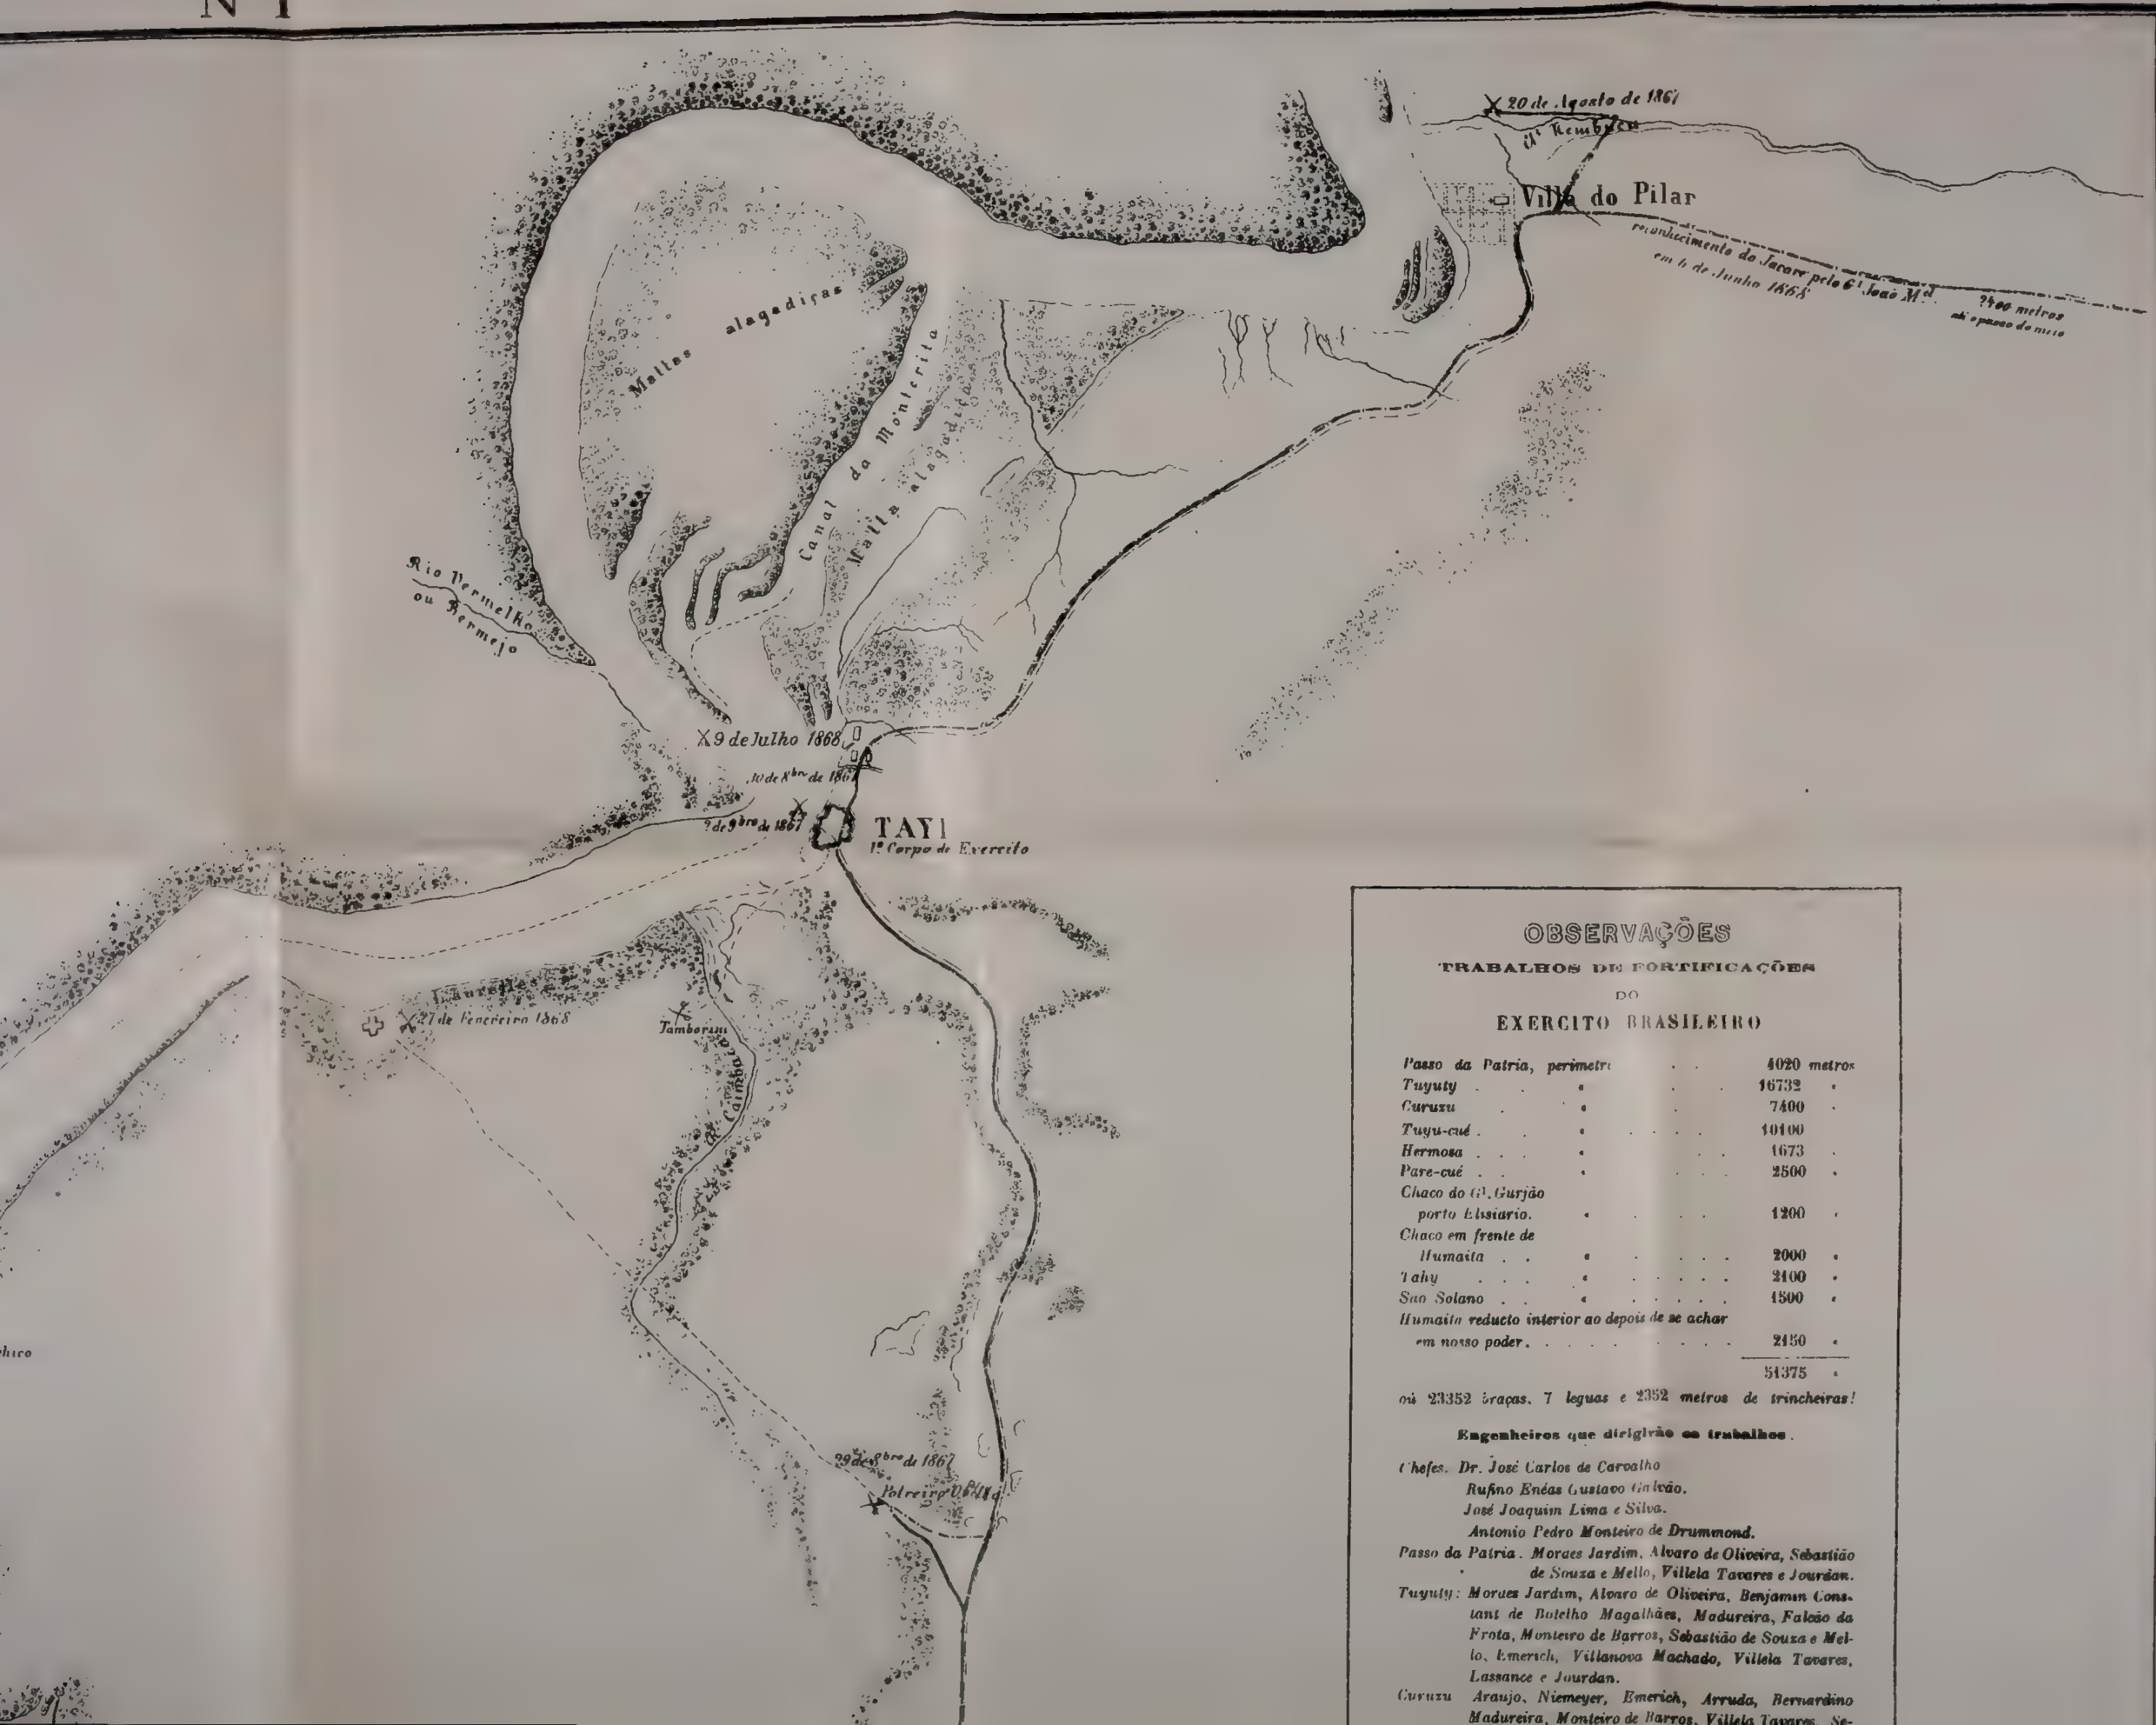 N T
20 de Agosto de 1867
Villa do Pilar
reconhecimento do Jacare pelo Gl João Mel
em 6 de Junho 1868
2400 metros
Mattas alagadiças
Canal da Monterita
Matta alagadiça
Rio Vermelho
ou Bermejo
9 de Julho 1868
10 de 8bro de 1867
2 de 9bro de 1867
TAYI
1º Corpo de Exercito
27 de Fevereiro 1868
Tamborim
29 de 8bro de 1867
Potreiro
OBSERVAÇÕES
TRABALHOS DE FORTIFICAÇÕES
DO
EXERCITO BRASILEIRO
Passo da Patria, perimetro . . 4020 metros
Tuyuty . . " . . 16732 "
Curuzu . " . 7400 "
Tuyu-cué . . " . . . . 10100
Hermosa . . . " . . 1673 "
Pare-cué . . " . . . 2500 "
Chaco do Gl. Gurjão
porto Elisiario. " . . . 1200 "
Chaco em frente de
Humaita . . " . . . . . 2000 "
Tahy . . . " . . . . . 2100 "
San Solano . . " . . . . . 1500 "
Humaita reducto interior ao depois de se achar
em nosso poder . . . . . . . . . 2150 "
51375 "
ou 23352 braças. 7 leguas e 2352 metros de trincheiras!
Engenheiros que dirigirão os trabalhos.
Chefes. Dr. José Carlos de Carvalho
Rufino Enéas Gustavo Galvão.
José Joaquim Lima e Silva.
Antonio Pedro Monteiro de Drummond.
Passo da Patria. Moraes Jardim, Alvaro de Oliveira, Sebastião
de Souza e Mello, Villela Tavares e Jourdan.
Tuyuty: Moraes Jardim, Alvaro de Oliveira, Benjamin Cons-
tant de Botelho Magalhães, Madureira, Falcão da
Frota, Monteiro de Barros, Sebastião de Souza e Mel-
lo, Emerich, Villanova Machado, Villela Tavares,
Lassance e Jourdan.
Curuzu Araujo, Niemeyer, Emerich, Arruda, Bernardino
Madureira, Monteiro de Barros, Villela Tavares, Se-